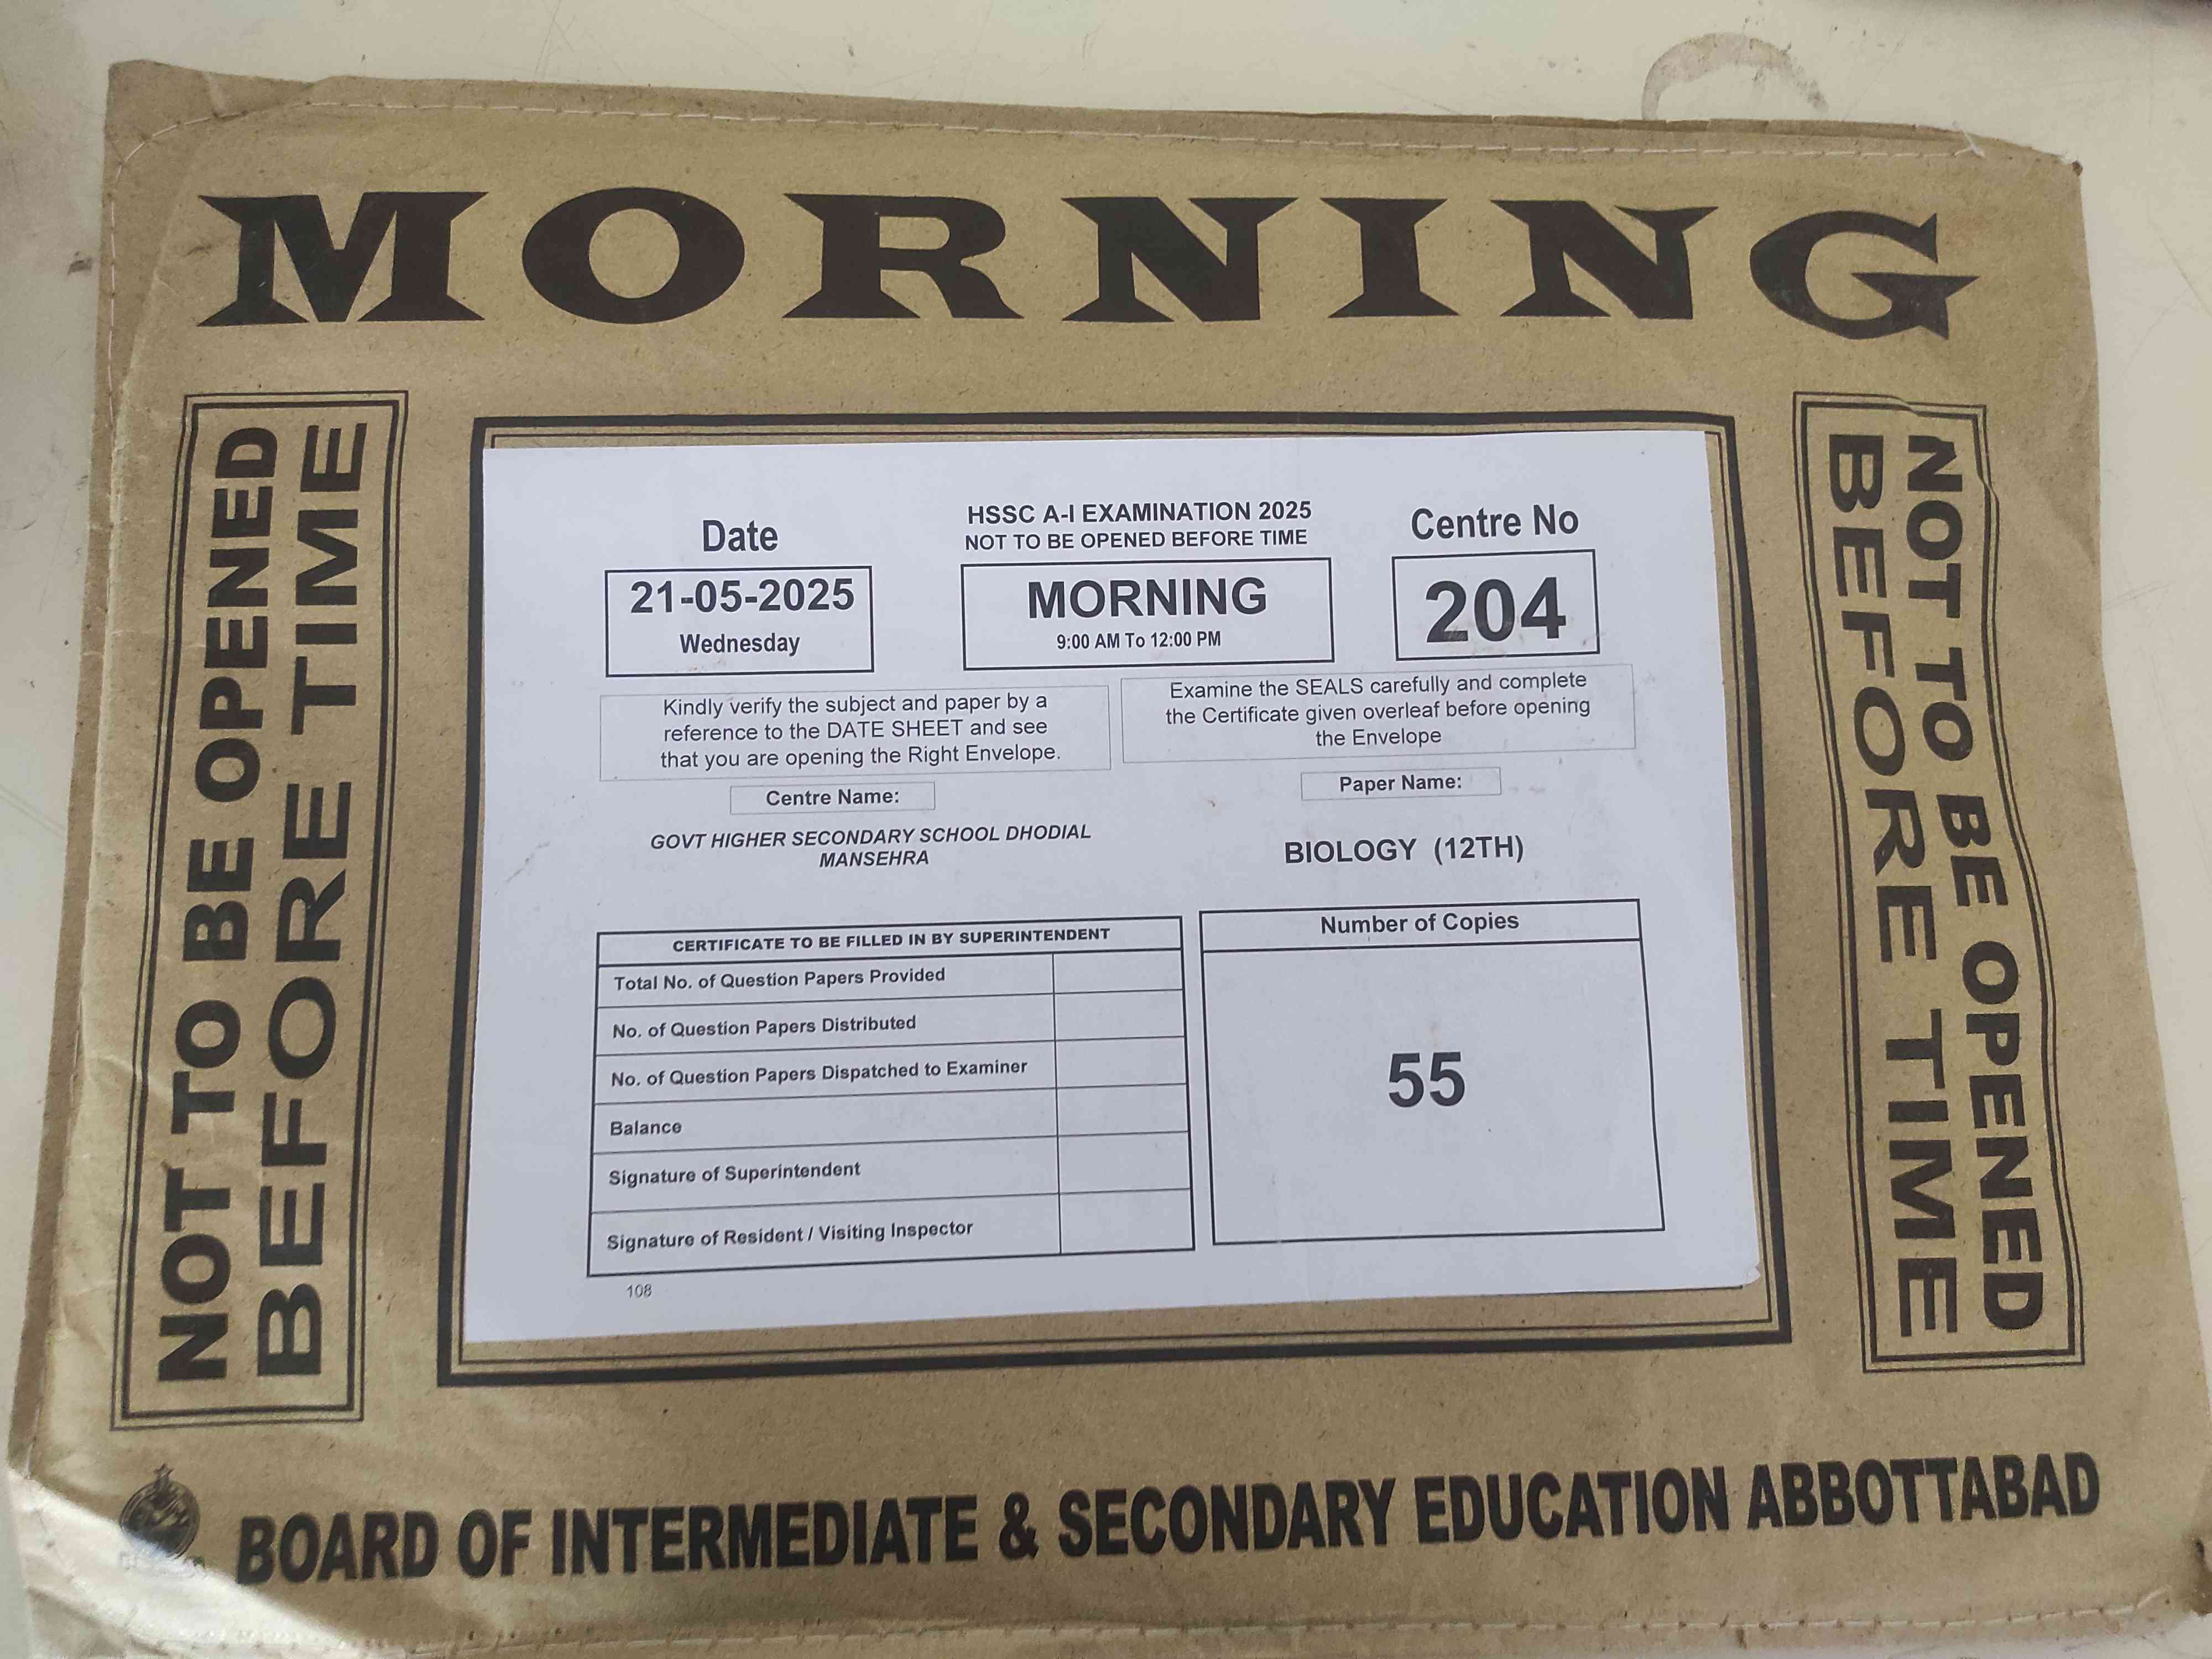 MORNING
NOT TO BE OPENED
BEFORE TIME
Date
21-05-2025
Wednesday
HSSC A-I EXAMINATION 2025
NOT TO BE OPENED BEFORE TIME
MORNING
9:00 AM To 12:00 PM
Centre No
204
Kindly verify the subject and paper by a
reference to the DATE SHEET and see
that you are opening the Right Envelope.
Examine the SEALS carefully and complete
the Certificate given overleaf before opening
the Envelope
Centre Name:
GOVT HIGHER SECONDARY SCHOOL DHODIAL
MANSEHRA
Paper Name:
BIOLOGY (12TH)
CERTIFICATE TO BE FILLED IN BY SUPERINTENDENT
Total No. of Question Papers Provided
No. of Question Papers Distributed
No. of Question Papers Dispatched to Examiner
Balance
Signature of Superintendent
Signature of Resident / Visiting Inspector
Number of Copies
55
108
NOT TO BE OPENED
BEFORE TIME
BOARD OF INTERMEDIATE & SECONDARY EDUCATION ABBOTTABAD